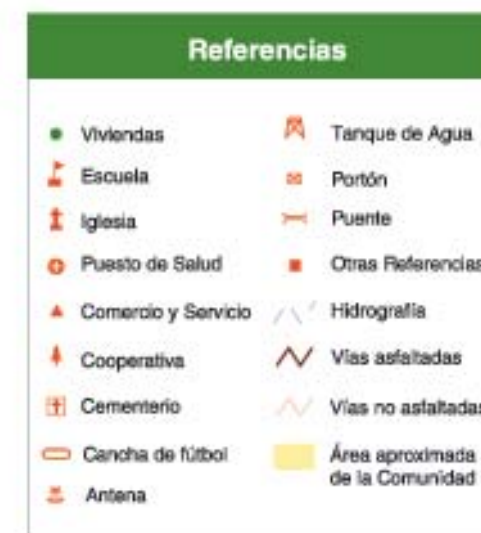 Referencias
Viviendas
Escuela
Iglesia
Puesto de Salud
Comercio y Servicio
Cooperativa
Cementerio
Cancha de fútbol
Antena
Tanque de Agua
Portón
Puente
Otras Referencias
Hidrografía
Vías asfaltadas
Vías no asfaltadas
Área aproximada
de la Comunidad